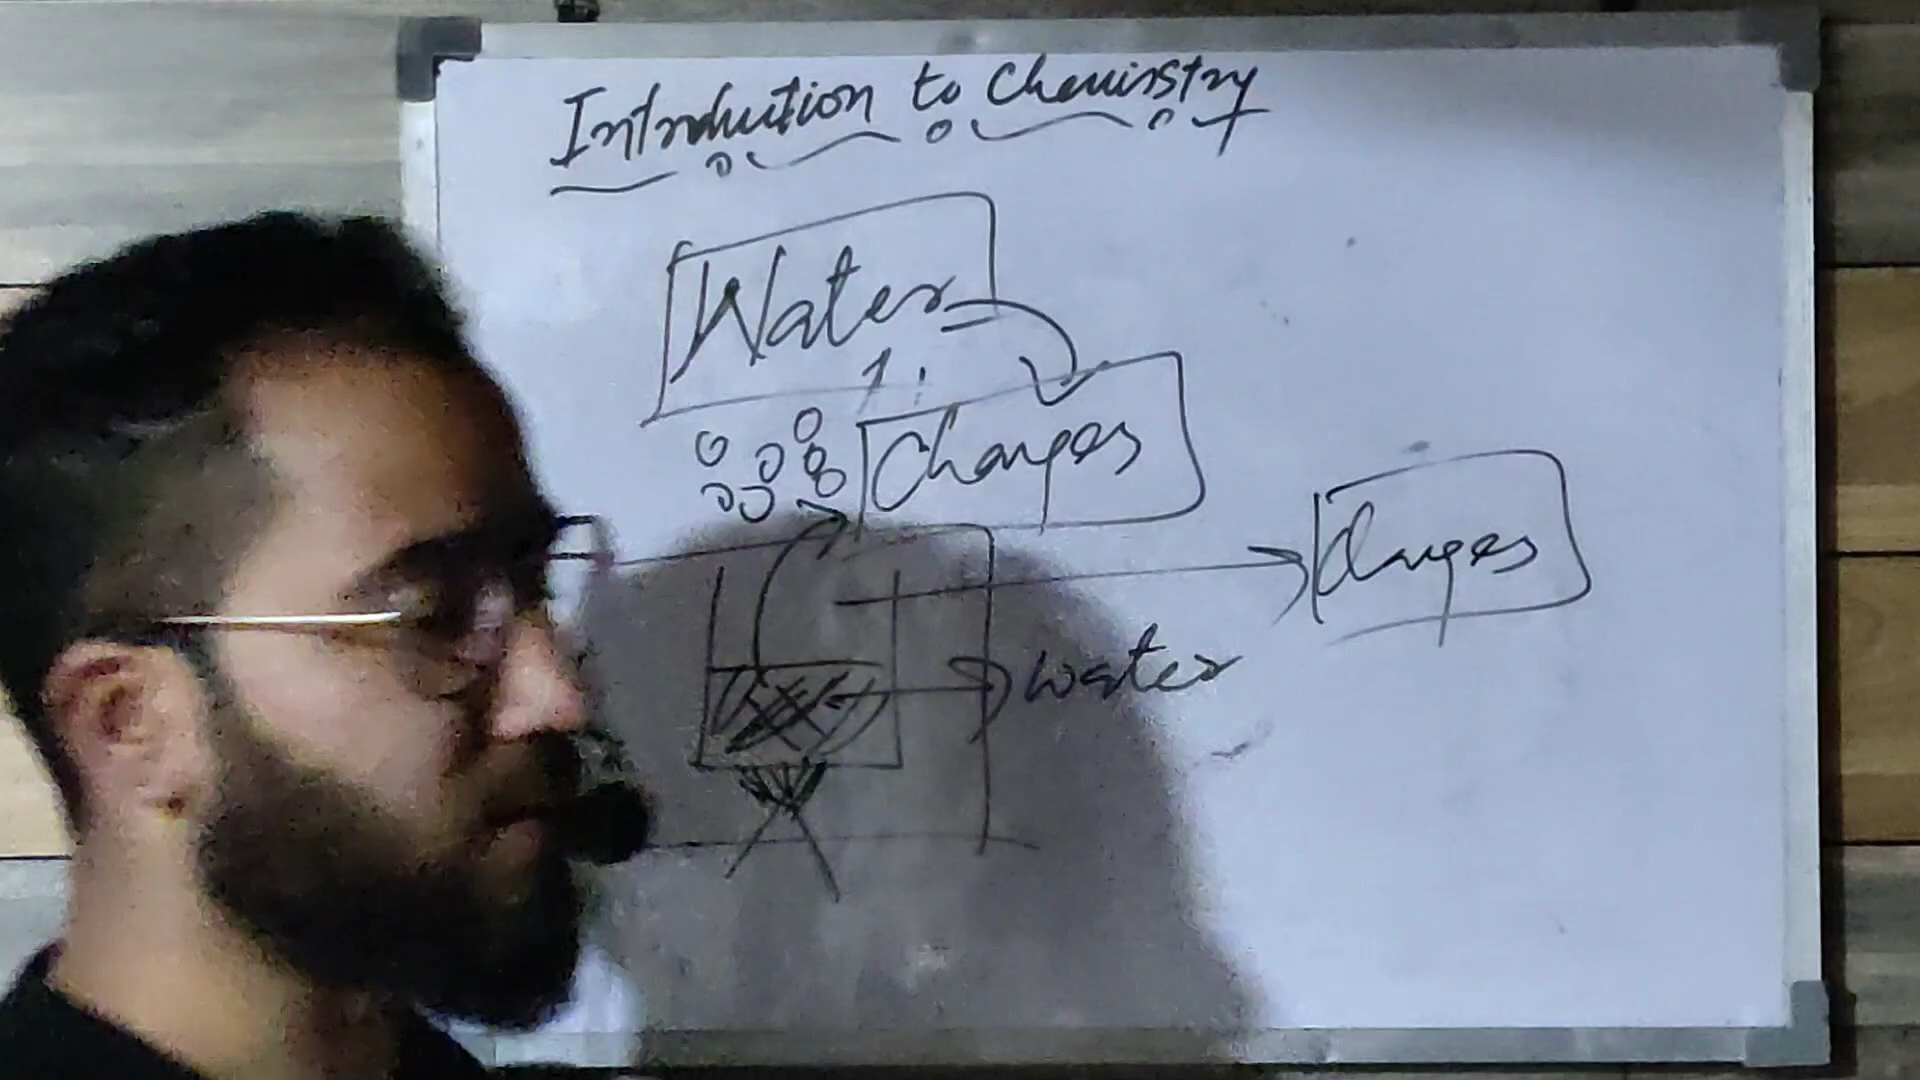 Introduction to Chemistry
Water
Changes
Changes
water